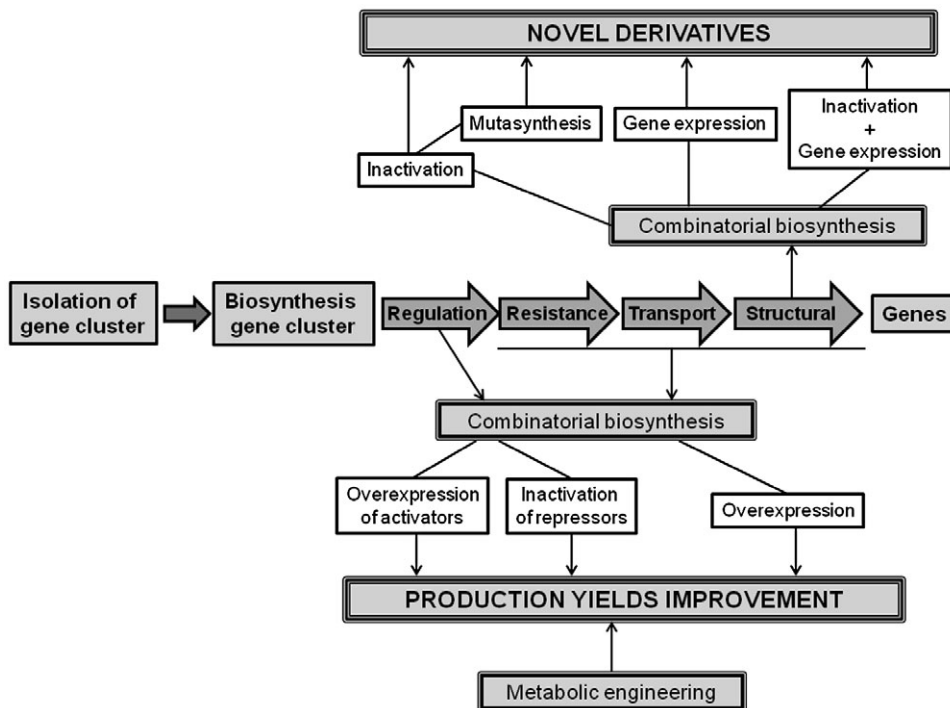 NOVEL DERIVATIVES
Mutasynthesis
Gene expression
Inactivation
+
Gene expression
Inactivation
Combinatorial biosynthesis
Isolation of
gene cluster
Biosynthesis
gene cluster
Regulation
Resistance
Transport
Structural
Genes
Combinatorial biosynthesis
Overexpression
of activators
Inactivation
of repressors
Overexpression
PRODUCTION YIELDS IMPROVEMENT
Metabolic engineering